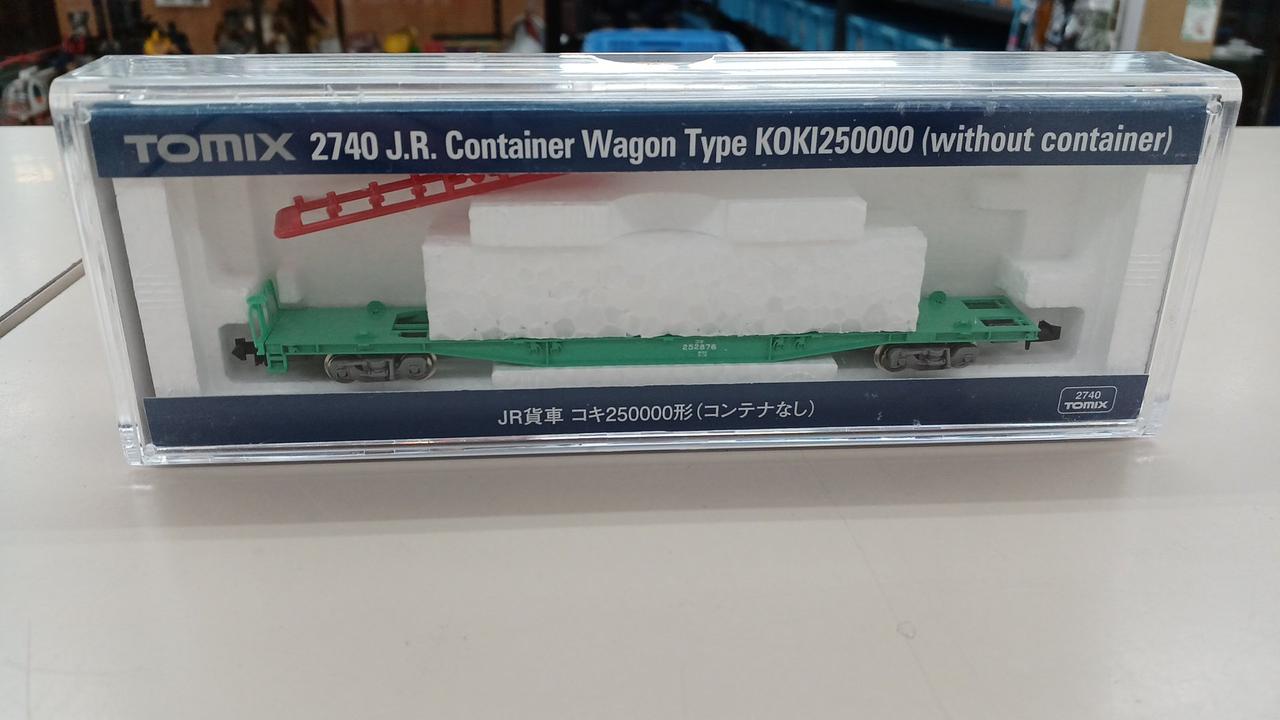 TOMIX 2740 J.R. Container Wagon Type KOKI250000 (without container)
252876
JR貨車 コキ250000形(コンテナなし)
2740
TOMIX